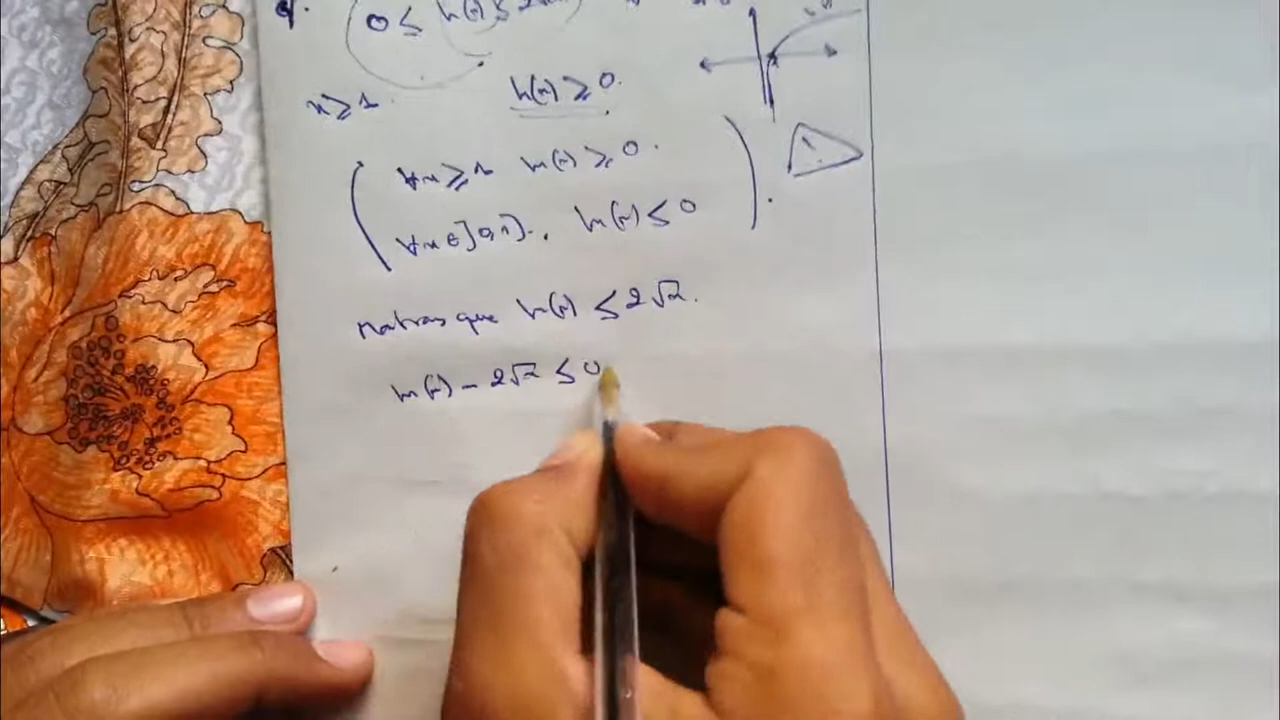 0 ≤ ln(x) ≤ 2√x
x ≥ 1. ln(x) ≥ 0.
∀x ≥ 1 ln(x) ≥ 0.
∀x ∈ ]0,1]. , ln(x) ≤ 0
Montrons que ln(x) ≤ 2√x.
ln(x) - 2√x ≤ 0